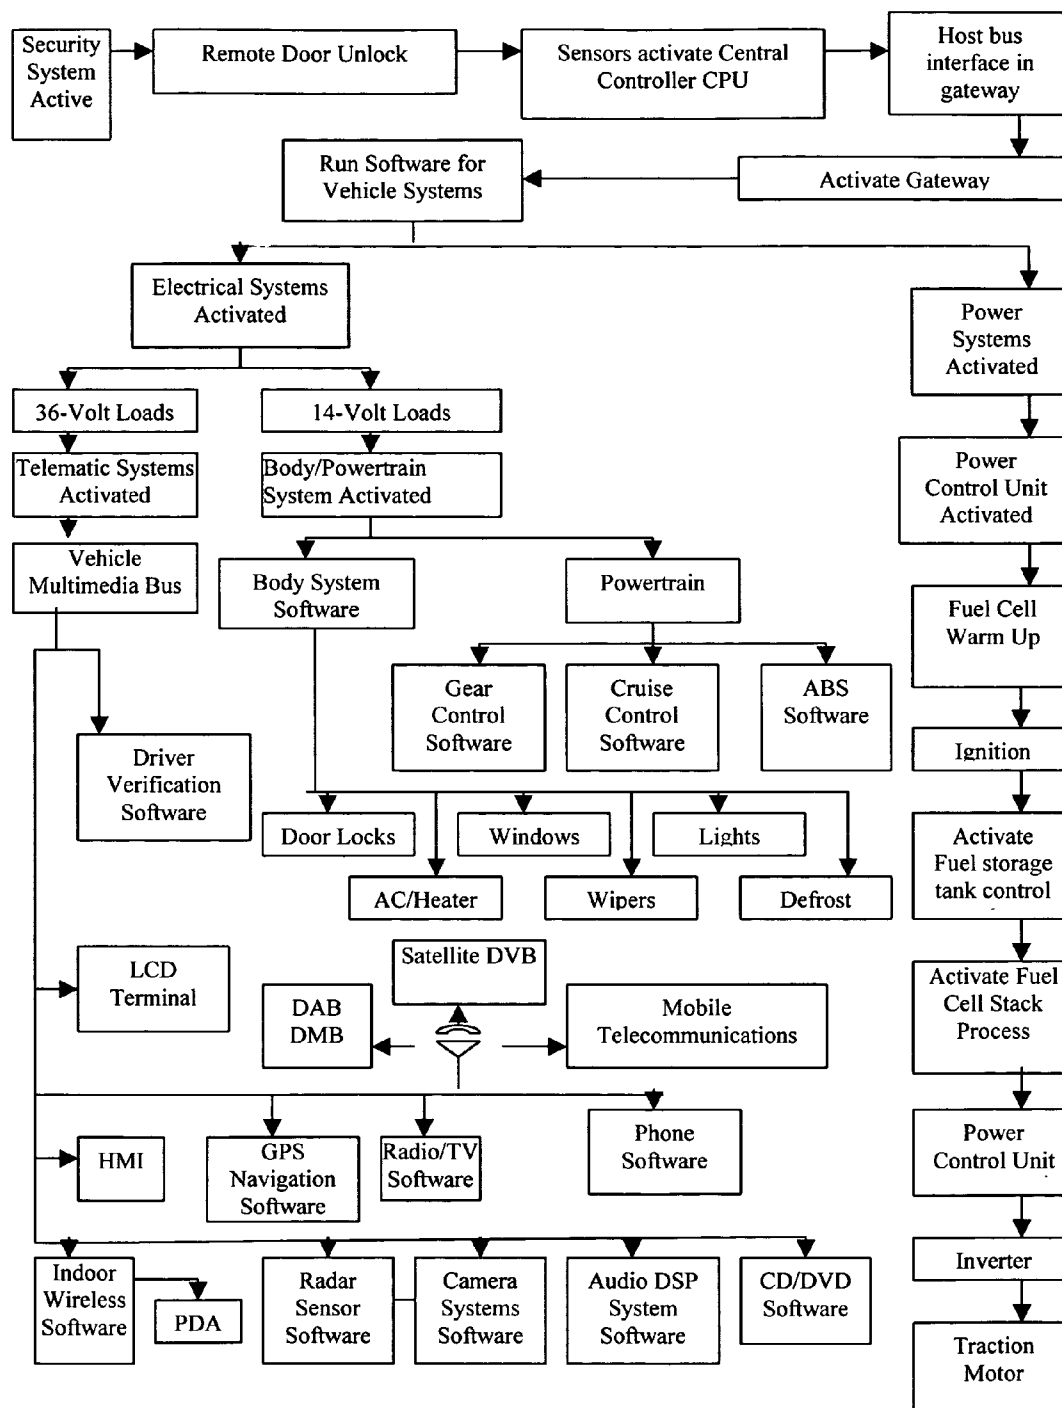 Security
System
Active
Remote Door Unlock
Sensors activate Central
Controller CPU
Host bus
interface in
gateway
Run Software for
Vehicle Systems
Activate Gateway
Electrical Systems
Activated
Power
Systems
Activated
36-Volt Loads
14-Volt Loads
Telematic Systems
Activated
Body/Powertrain
System Activated
Power
Control Unit
Activated
Vehicle
Multimedia Bus
Body System
Software
Powertrain
Fuel Cell
Warm Up
Gear
Control
Software
Cruise
Control
Software
ABS
Software
Driver
Verification
Software
Ignition
Door Locks
Windows
Lights
Activate
Fuel storage
tank control
AC/Heater
Wipers
Defrost
LCD
Terminal
Satellite DVB
DAB
DMB
Mobile
Telecommunications
Activate Fuel
Cell Stack
Process
HMI
GPS
Navigation
Software
Radio/TV
Software
Phone
Software
Power
Control Unit
Indoor
Wireless
Software
PDA
Radar
Sensor
Software
Camera
Systems
Software
Audio DSP
System
Software
CD/DVD
Software
Inverter
Traction
Motor